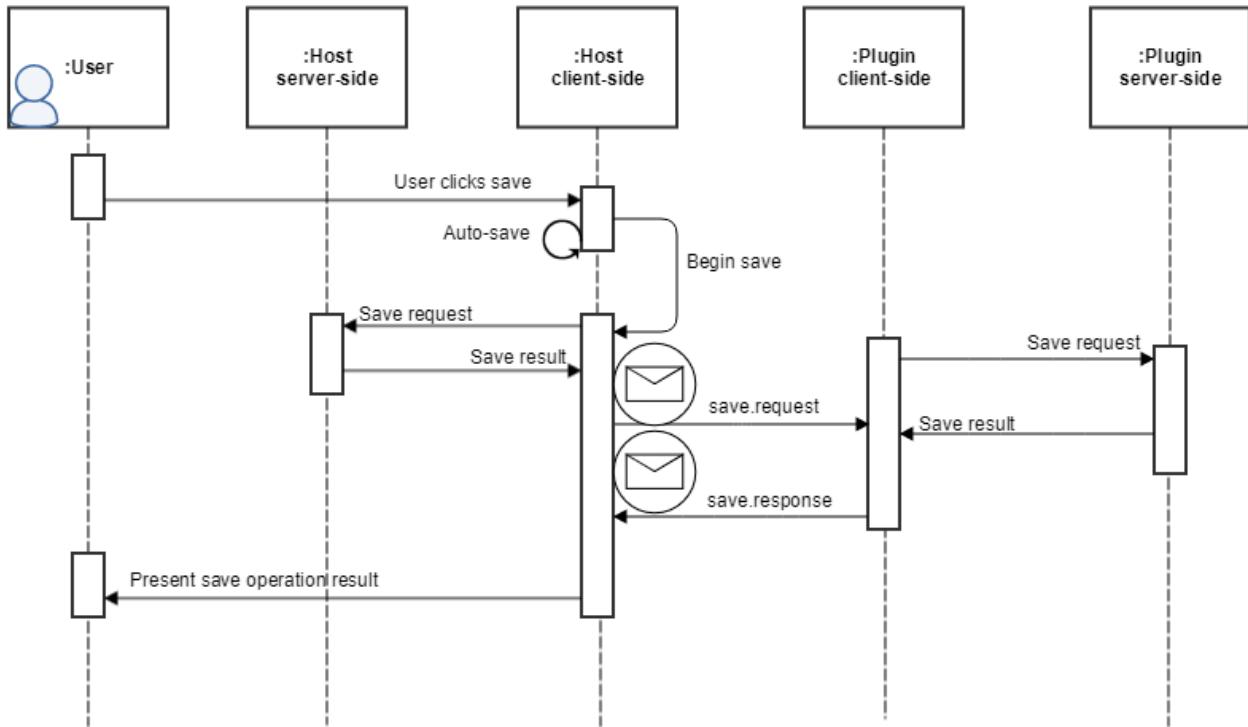 :User
:Host
server-side
:Host
client-side
:Plugin
client-side
:Plugin
server-side
User clicks save
Auto-save
Begin save
Save request
Save result
Save request
save.request
Save result
save.response
Present save operation result